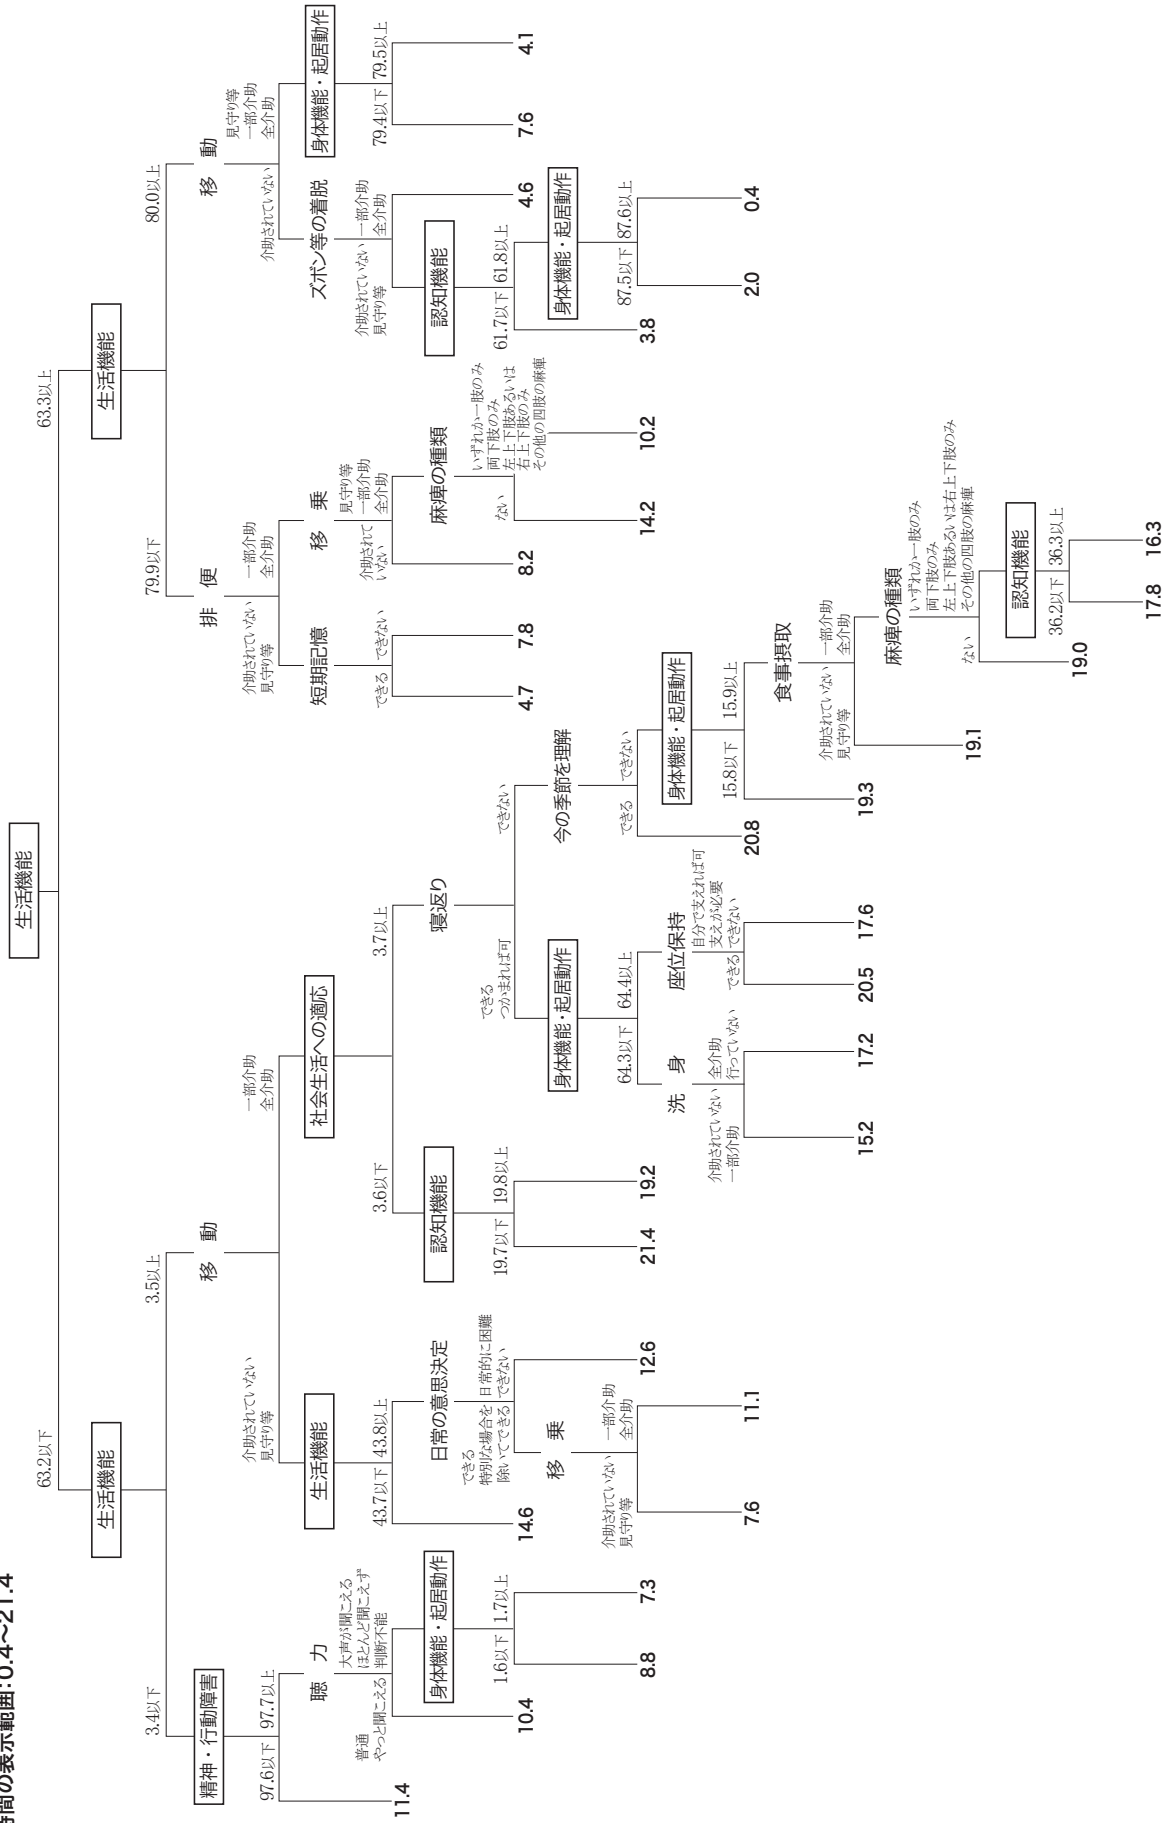 時間の表示範囲：0.4〜21.4
生活機能
63.2以下
63.3以上
生活機能
3.4以下
3.5以上
精神・行動障害
97.6以下
97.7以上
11.4
聴　力
普通
やっと聞こえる
大声が聞こえる
ほとんど聞こえず
判断不能
10.4
身体機能・起居動作
1.6以下
1.7以上
8.8
7.3
移　動
介助されていない
見守り等
一部介助
全介助
生活機能
43.7以下
43.8以上
14.6
日常の意思決定
できる
特別な場合を
除いてできる
日常的に困難
できない
移　乗
12.6
介助されていない
見守り等
一部介助
全介助
7.6
11.1
社会生活への適応
3.6以下
3.7以上
認知機能
19.7以下
19.8以上
21.4
19.2
寝返り
できる
つかまれば可
できない
身体機能・起居動作
64.3以下
64.4以上
洗　身
介助されていない
一部介助
全介助
行っていない
15.2
17.2
座位保持
できる
自分で支えれば可
支えが必要
できない
20.5
17.6
今の季節を理解
できる
できない
20.8
身体機能・起居動作
15.8以下
15.9以上
19.3
食事摂取
介助されていない
見守り等
一部介助
全介助
19.1
麻痺の種類
ない
いずれか一肢のみ
両下肢のみ
左上下肢あるいは右上下肢のみ
その他の四肢の麻痺
19.0
認知機能
36.2以下
36.3以上
17.8
16.3
生活機能
79.9以下
80.0以上
排　便
介助されていない
見守り等
一部介助
全介助
短期記憶
できる
できない
4.7
7.8
移　乗
介助されて
いない
見守り等
一部介助
全介助
8.2
麻痺の種類
ない
いずれか一肢のみ
両下肢のみ
左上下肢あるいは
右上下肢のみ
その他の四肢の麻痺
14.2
10.2
移　動
介助されていない
見守り等
一部介助
全介助
ズボン等の着脱
介助されていない
見守り等
一部介助
全介助
認知機能
4.6
61.7以下
61.8以上
3.8
身体機能・起居動作
87.5以下
87.6以上
2.0
0.4
身体機能・起居動作
79.4以下
79.5以上
7.6
4.1